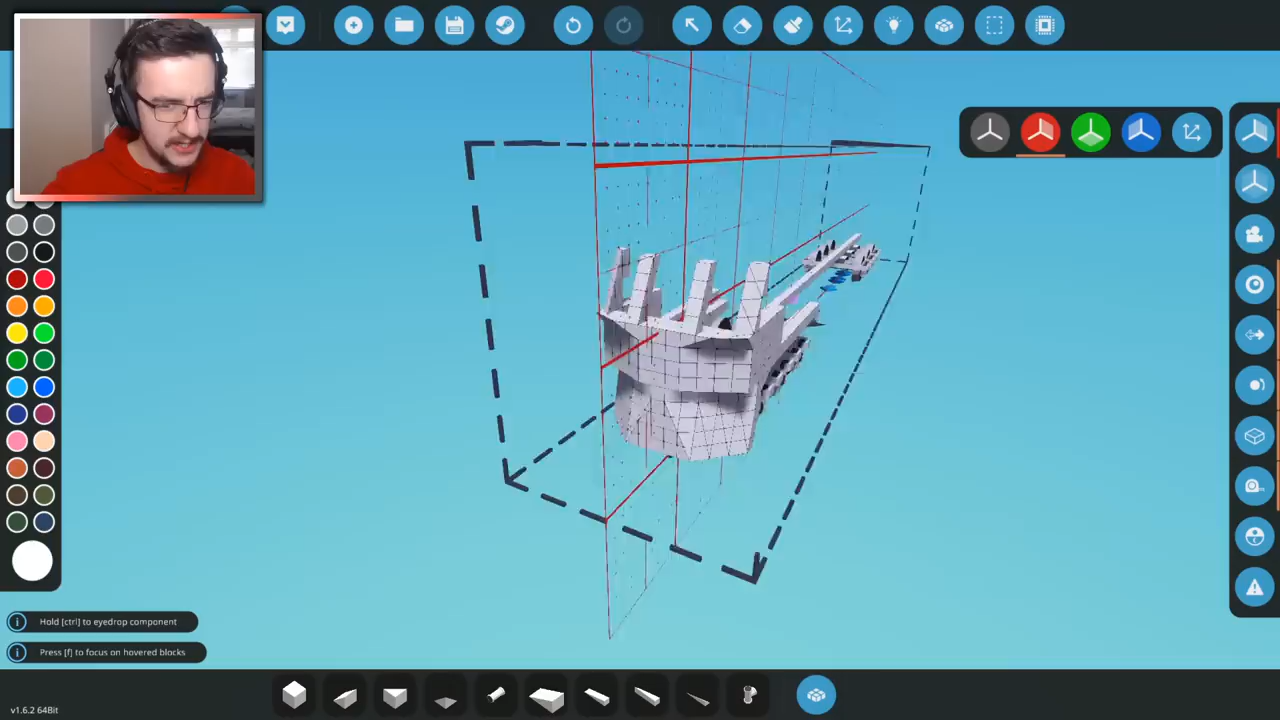 Hold [ctrl] to eyedrop component
Press [f] to focus on hovered blocks
v1.6.2 64Bit